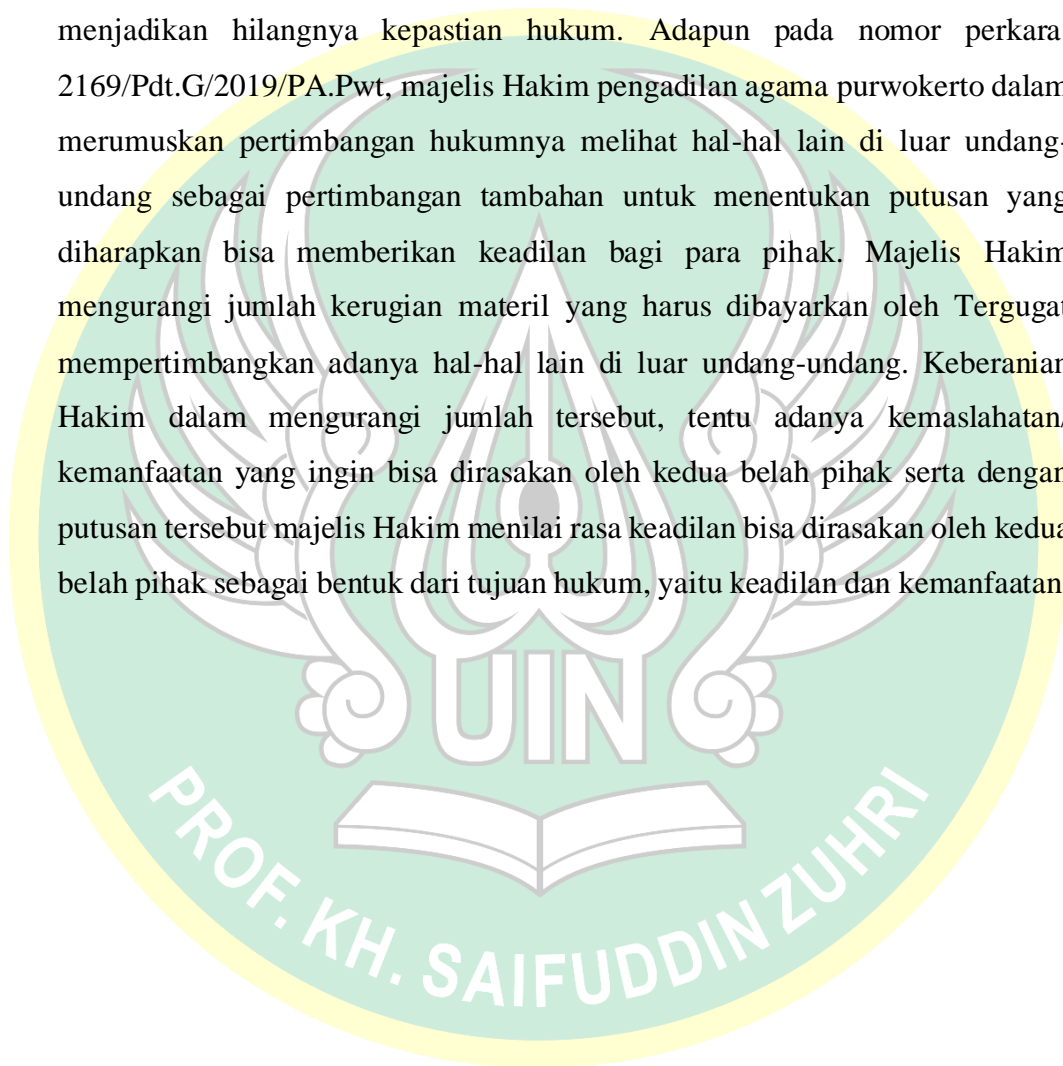 menjadikan hilangnya kepastian hukum. Adapun pada nomor perkara
2169/Pdt.G/2019/PA.Pwt, majelis Hakim pengadilan agama purwokerto dalam
merumuskan pertimbangan hukumnya melihat hal-hal lain di luar undang-
undang sebagai pertimbangan tambahan untuk menentukan putusan yang
diharapkan bisa memberikan keadilan bagi para pihak. Majelis Hakim
mengurangi jumlah kerugian materil yang harus dibayarkan oleh Tergugat
mempertimbangkan adanya hal-hal lain di luar undang-undang. Keberanian
Hakim dalam mengurangi jumlah tersebut, tentu adanya kemaslahatan/
kemanfaatan yang ingin bisa dirasakan oleh kedua belah pihak serta dengan
putusan tersebut majelis Hakim menilai rasa keadilan bisa dirasakan oleh kedua
belah pihak sebagai bentuk dari tujuan hukum, yaitu keadilan dan kemanfaatan
UIN
PROF. KH. SAIFUDDIN ZUHRI